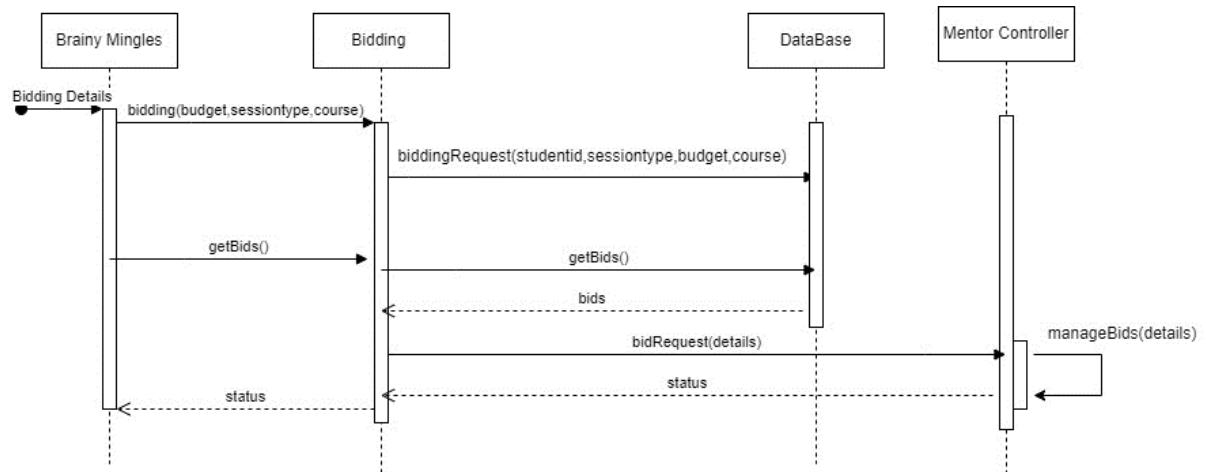 Brainy Mingles
Bidding
DataBase
Mentor Controller
Bidding Details
bidding(budget,sessiontype,course)
biddingRequest(studentid,sessiontype,budget,course)
getBids()
getBids()
bids
bidRequest(details)
manageBids(details)
status
status